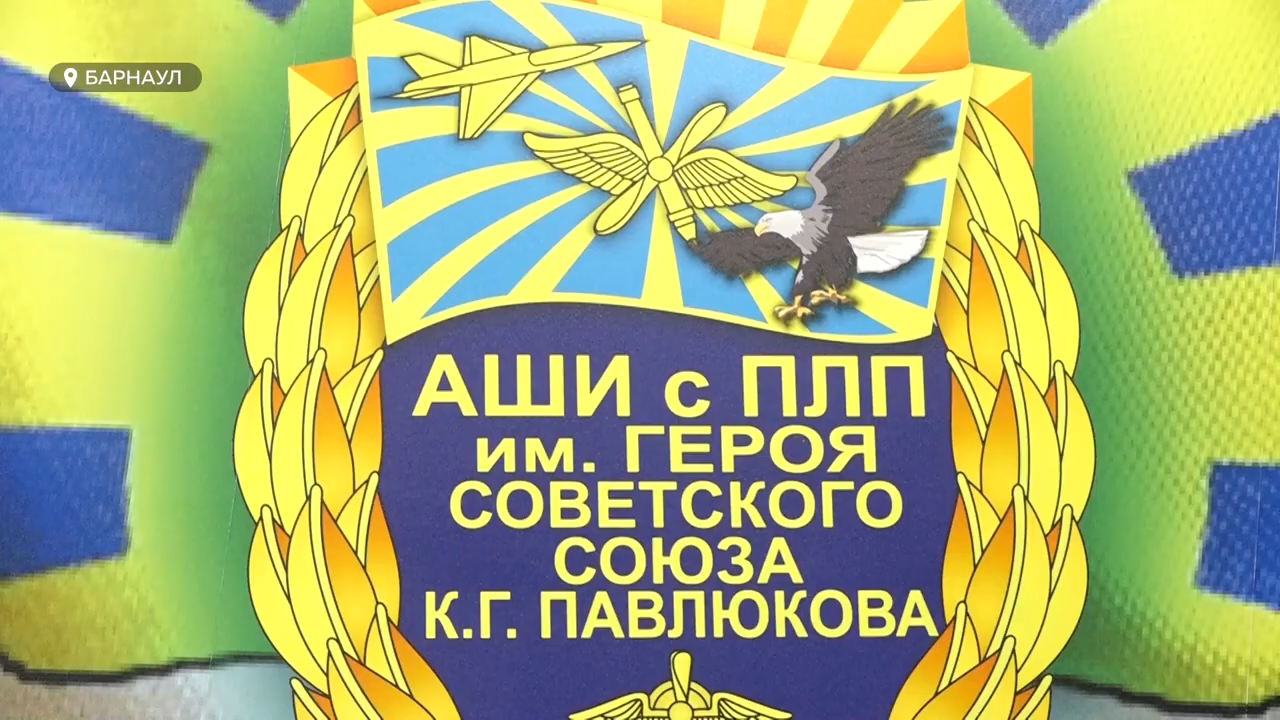 БАРНАУЛ
АШИ с ПЛП
им. ГЕРОЯ
СОВЕТСКОГО
СОЮЗА
К.Г. ПАВЛЮКОВА